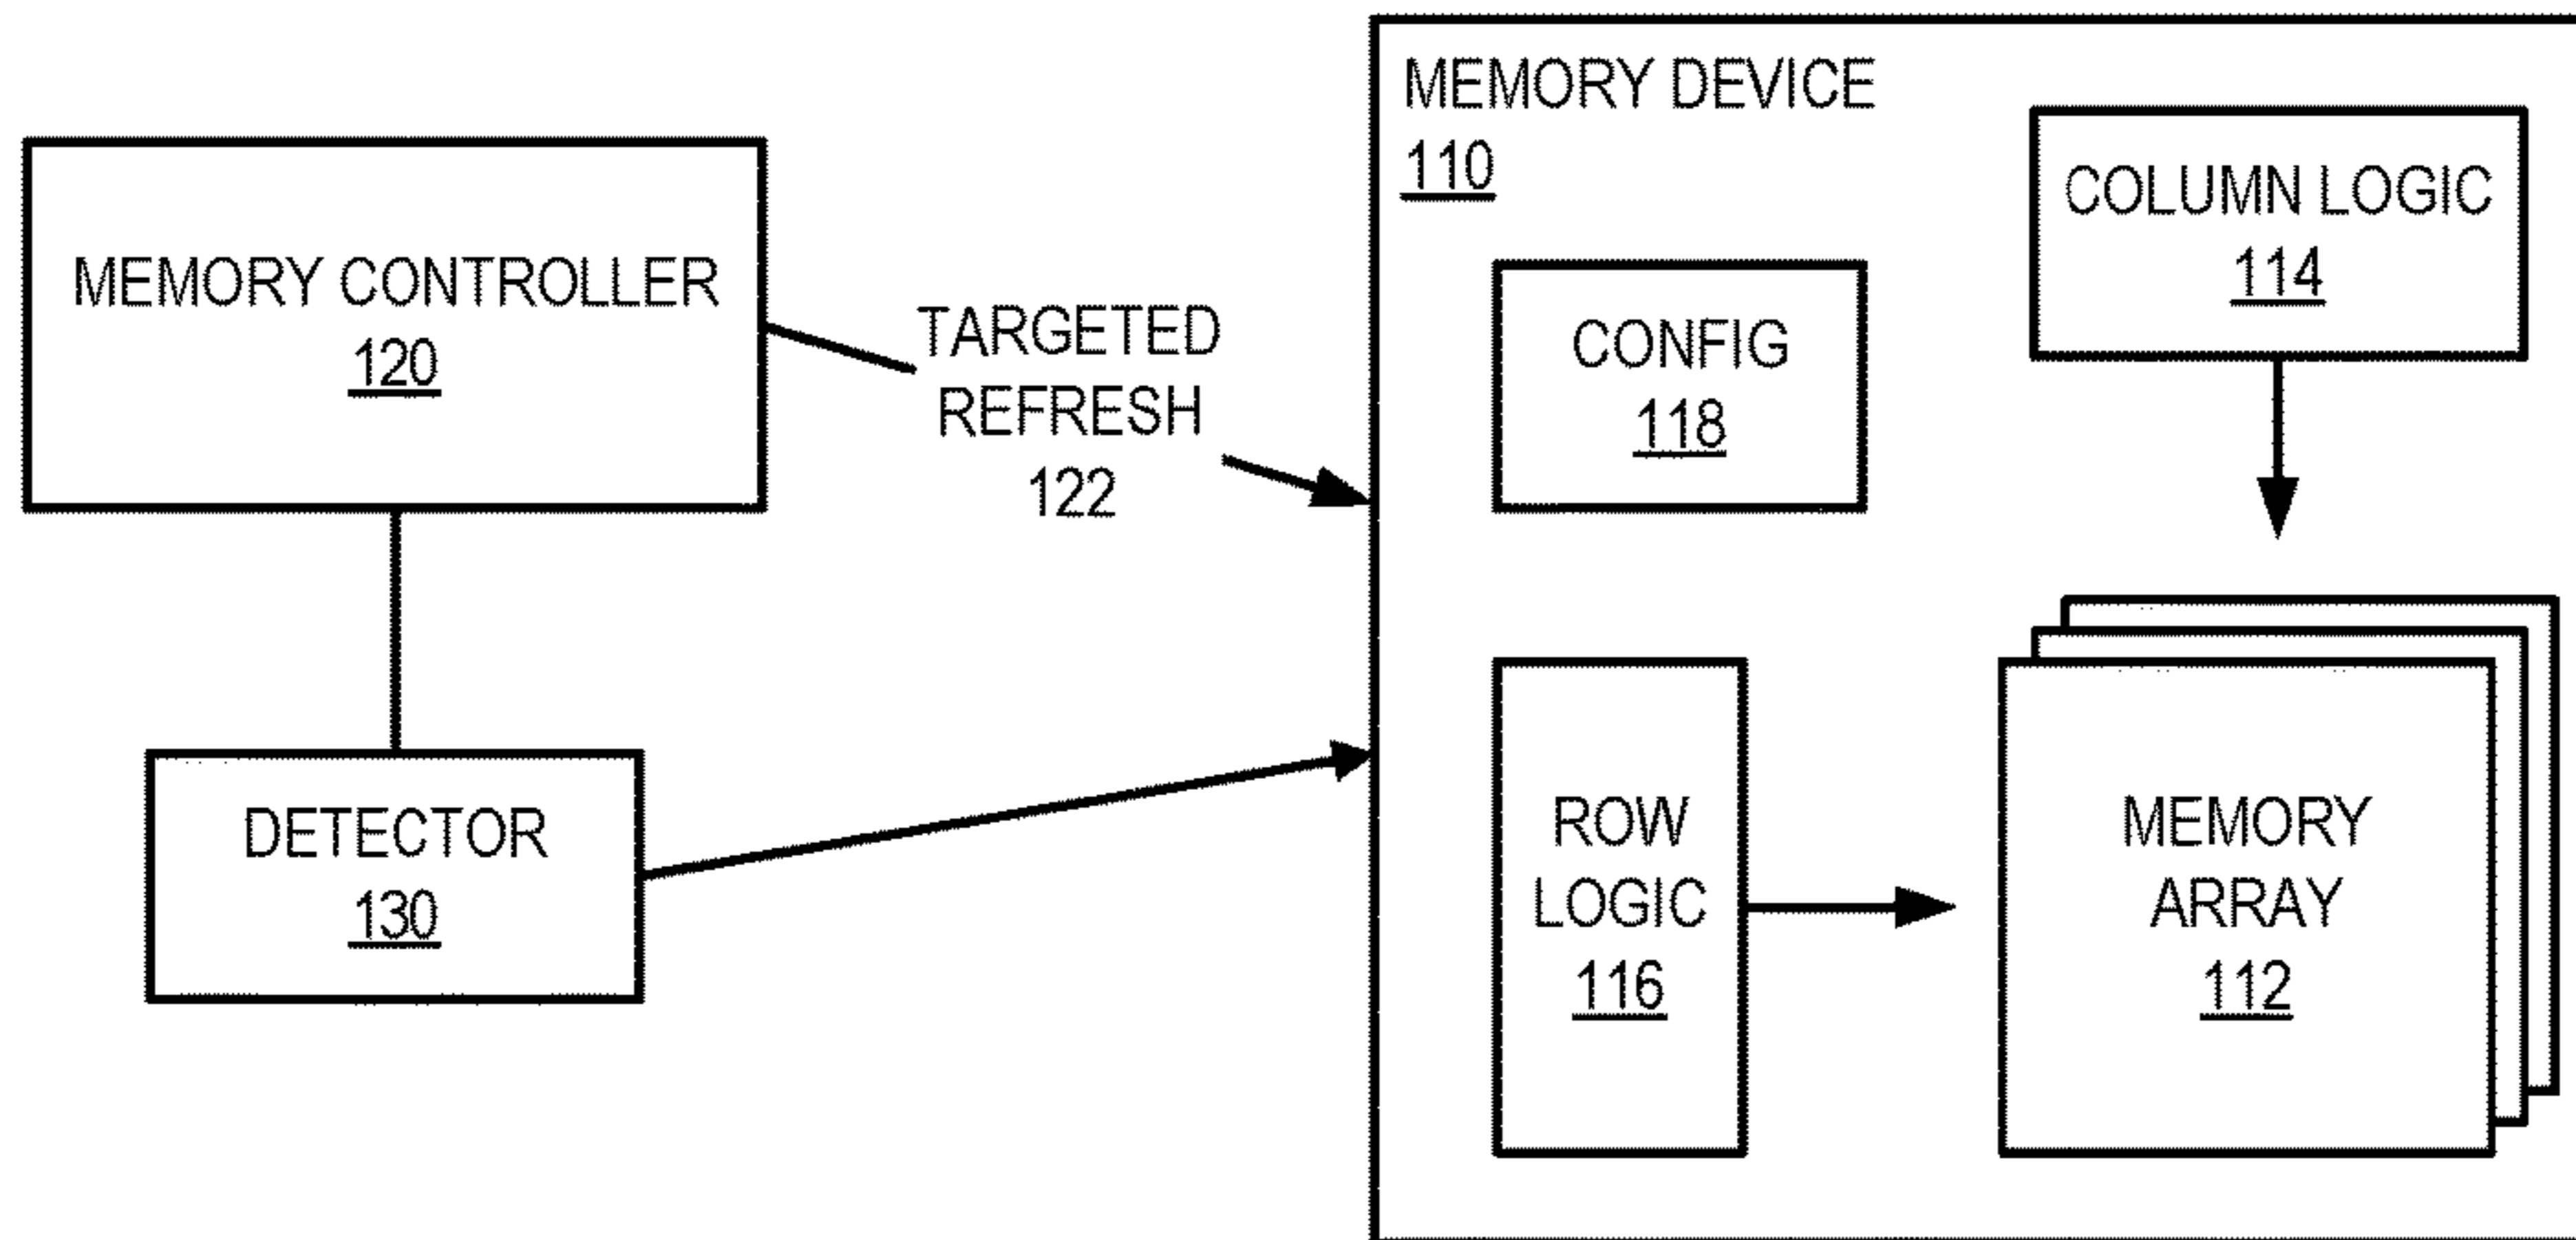 MEMORY CONTROLLER
120
TARGETED
REFRESH
122
DETECTOR
130
MEMORY DEVICE
110
COLUMN LOGIC
114
CONFIG
118
ROW
LOGIC
116
MEMORY
ARRAY
112